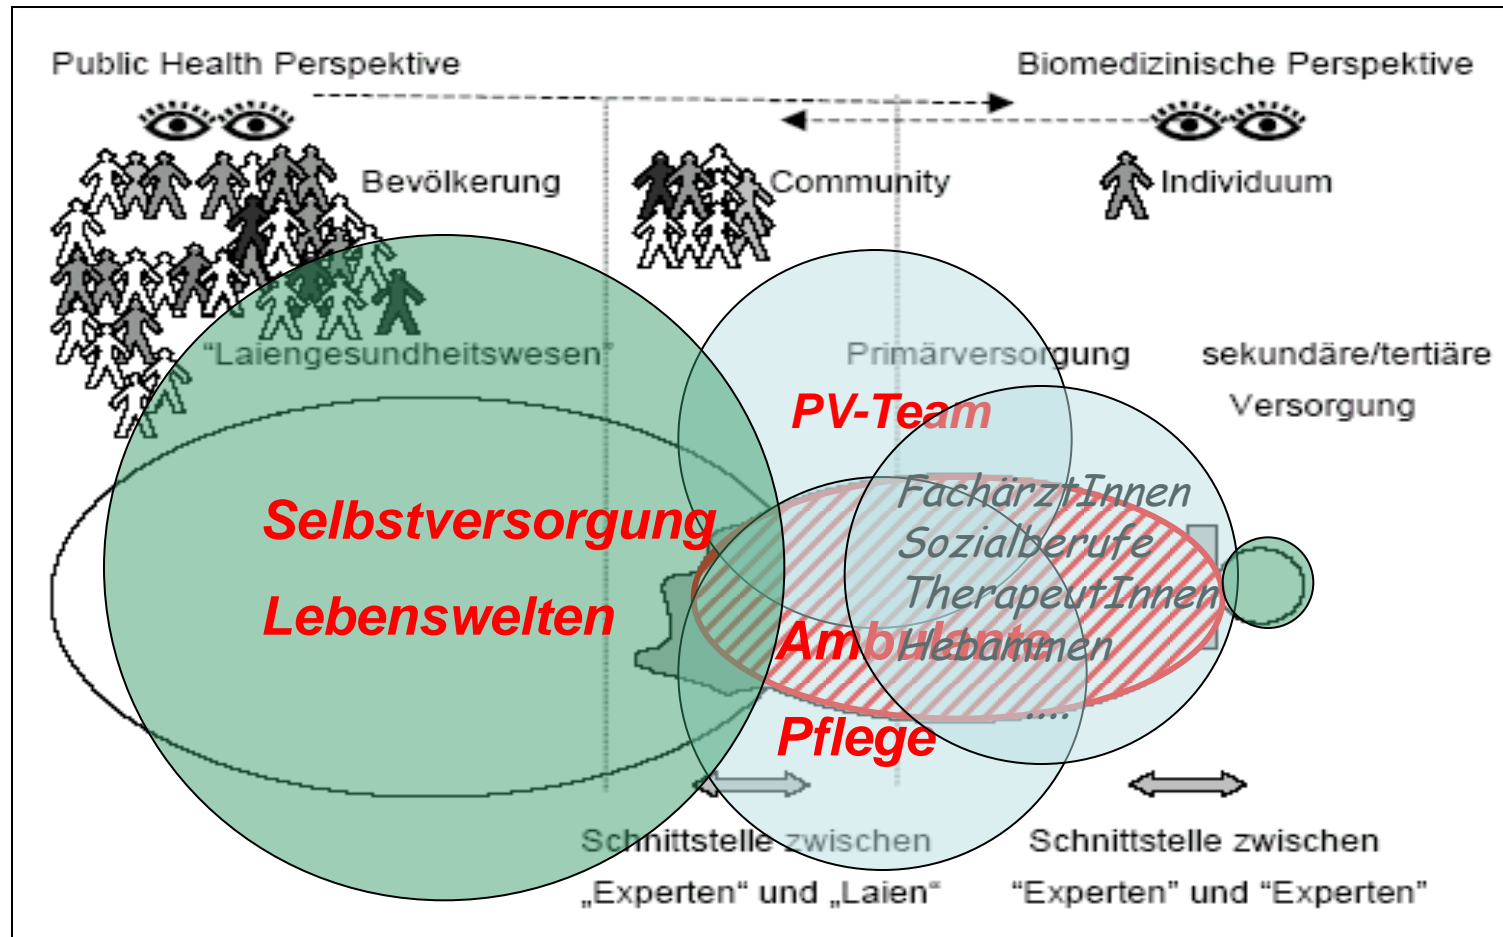 Public Health Perspektive
Biomedizinische Perspektive
Bevölkerung
Community
Individuum
“Laiengesundheitswesen”
Primärversorgung
sekundäre/tertiäre
Versorgung
PV-Team
Selbstversorgung
Lebenswelten
FachärztInnen
Sozialberufe
TherapeutInnen
Hebammen
....
Ambulante
Pflege
Schnittstelle zwischen
„Experten“ und „Laien“
Schnittstelle zwischen
“Experten” und “Experten”